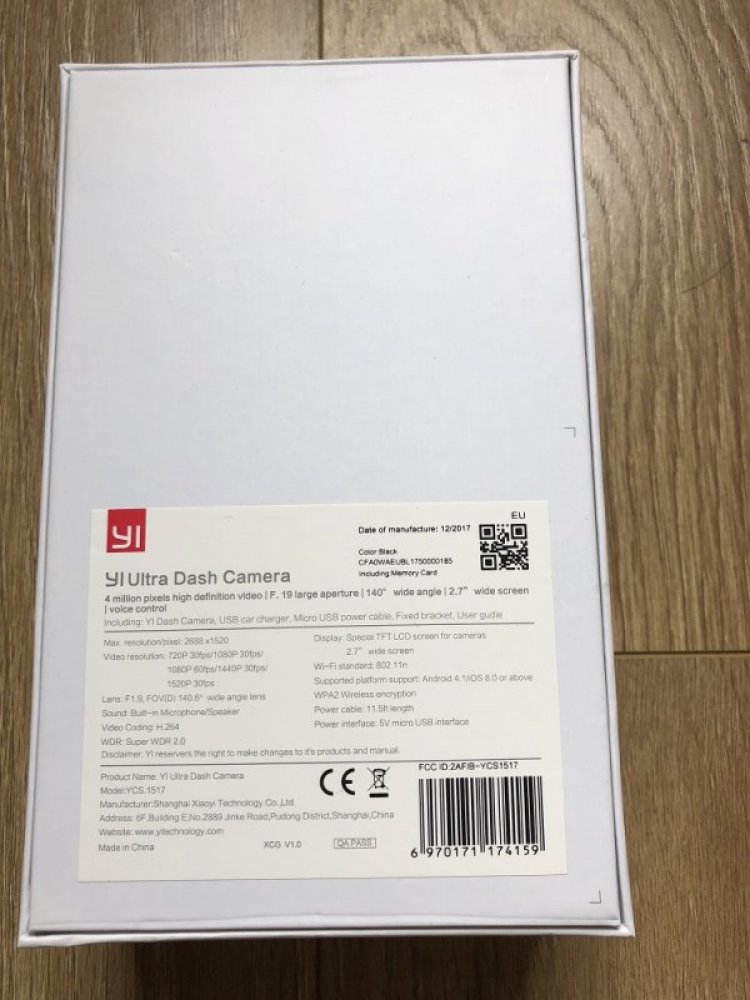 YI
EU
Date of manufacture: 12/2017
Color Black
CFA0WAEUBL1750000185
Including Memory Card
YI Ultra Dash Camera
4 million pixels high definition video | F. 19 large aperture | 140° wide angle | 2.7" wide screen
| voice control
Including: YI Dash Camera, USB car charger, Micro USB power cable, Fixed bracket, User gudie
Max. resolution/pixel: 2688 x1520
Video resolution: 720P 30fps/1080P 30fps/
1080P 60fps/1440P 30fps/
1520P 30fps
Lens: F1.9, FOV(D) 140.6° wide angle lens
Sound: Built-in Microphone/Speaker
Video Coding: H.264
WDR: Super WDR 2.0
Display: Special TFT LCD screen for cameras
2.7" wide screen
Wi-Fi standard: 802.11n
Supported platform support: Android 4.1/iOS 8.0 or above
WPA2 Wireless encryption
Power cable: 11.5ft length
Power interface: 5V micro USB interface
Disclaimer: YI reserves the right to make changes to it's products and manual.
Product Name: YI Ultra Dash Camera
Model:YCS.1517
Manufacturer:Shanghai Xiaoyi Technology.Co.,Ltd.
Address: 6F,Building E,No.2889 Jinke Road,Pudong District,Shanghai,China
Website: www.yitechnology.com
Made in China
XCG V1.0
QA PASS
CE
FCC ID:2AFIB-YCS1517
6 970171 174159